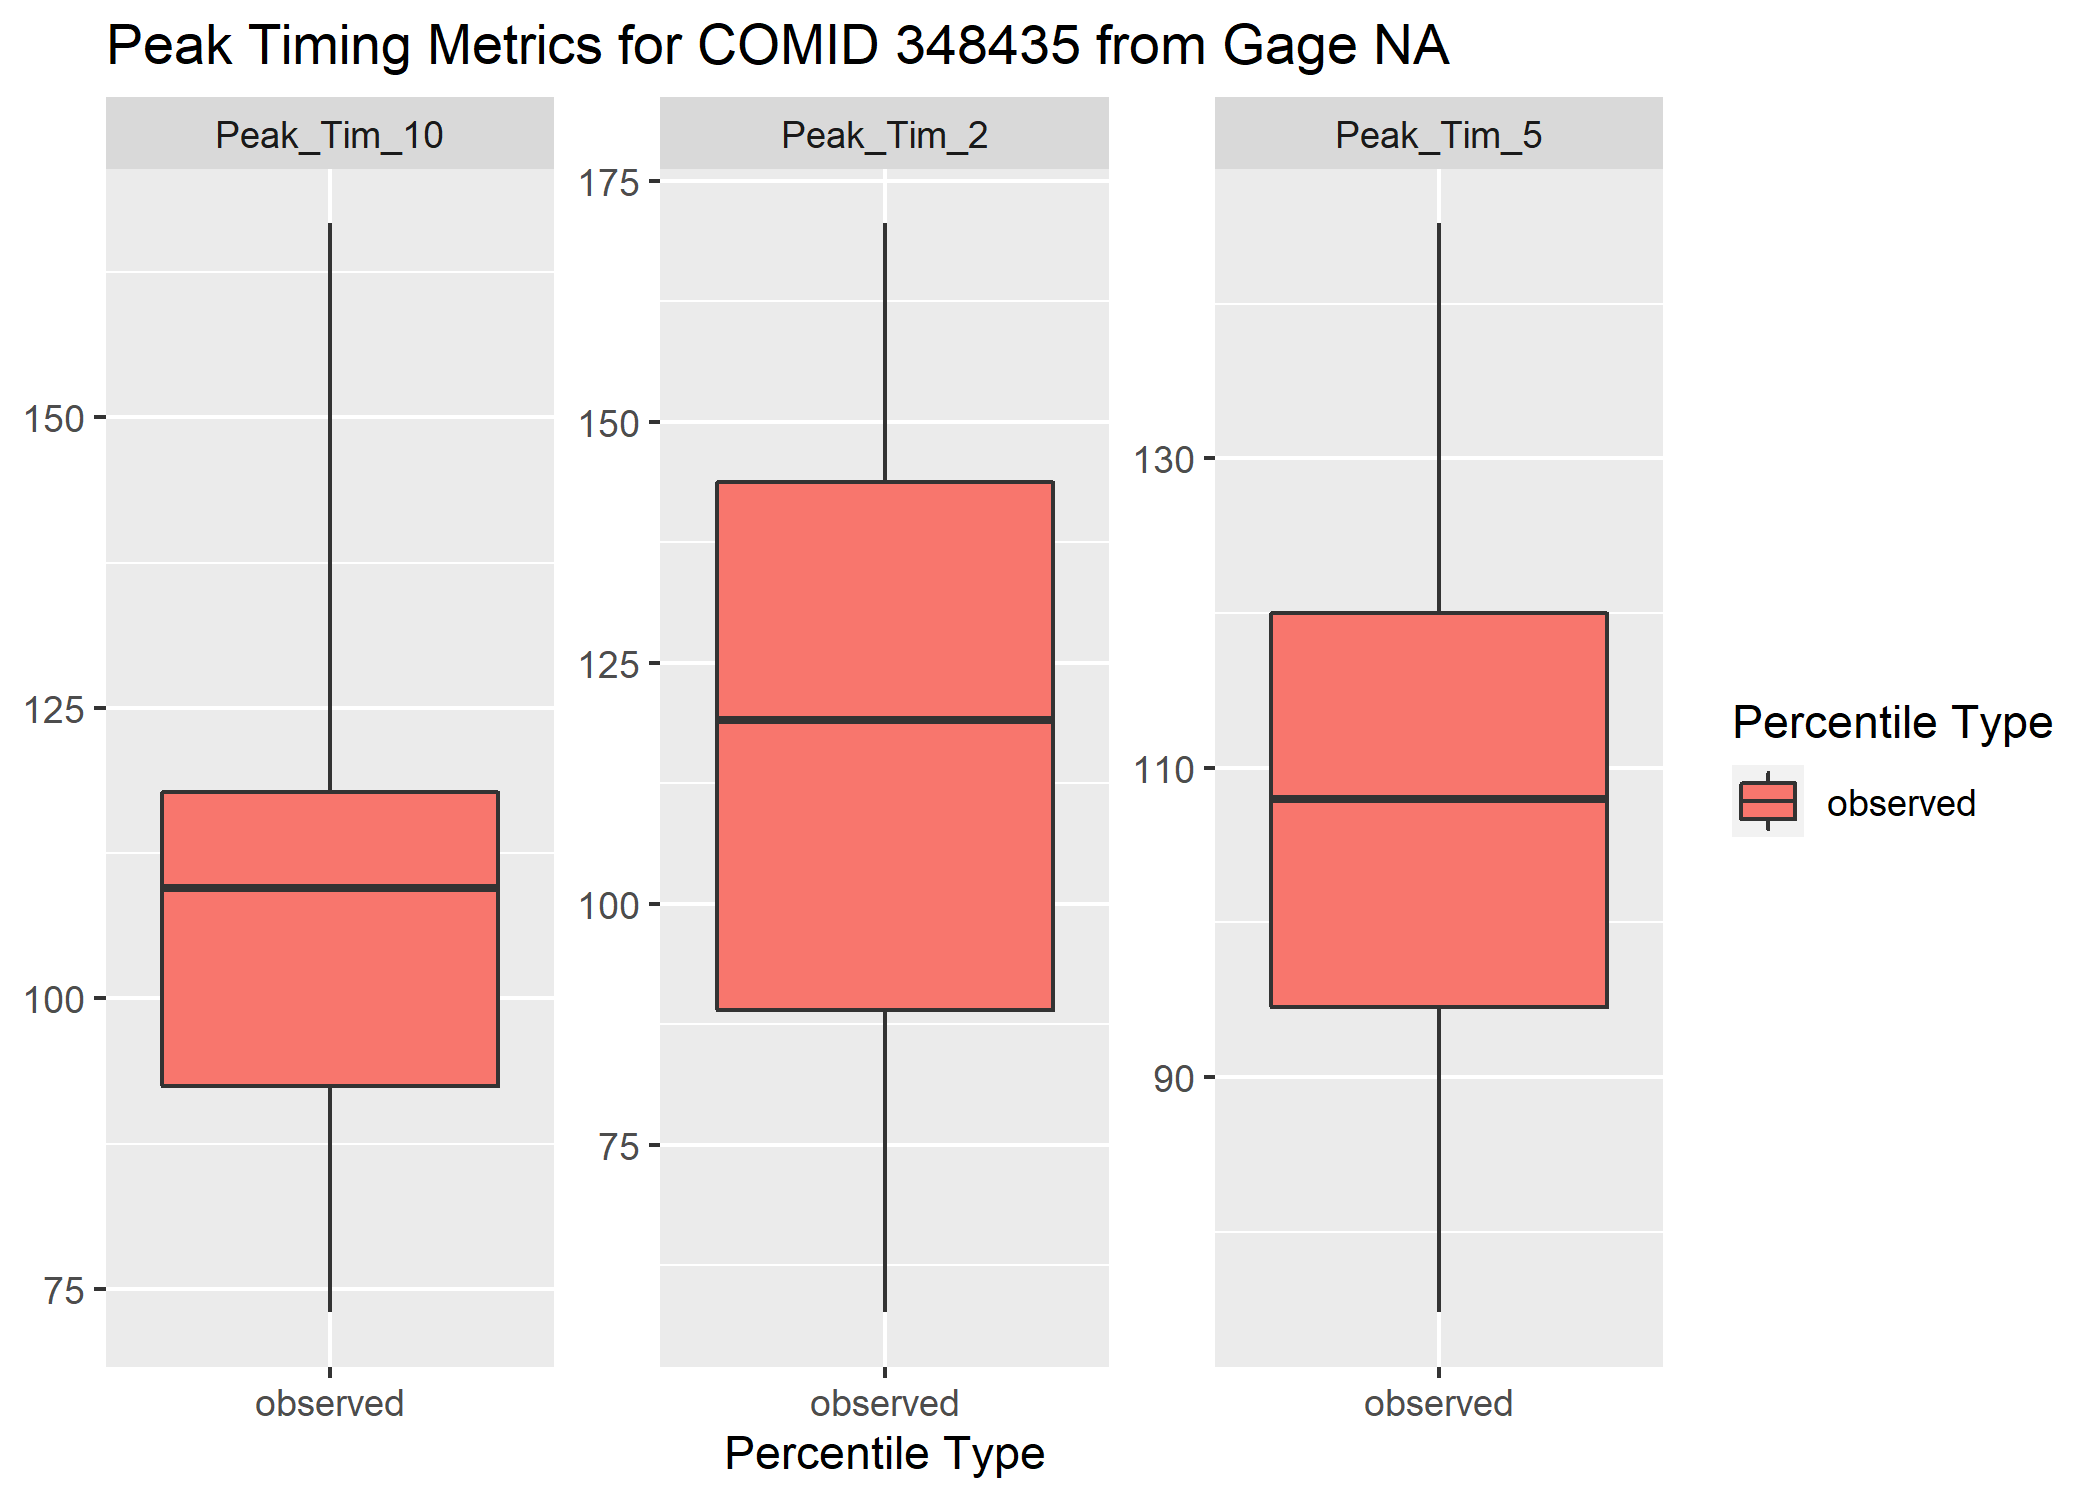 Peak Timing Metrics for COMID 348435 from Gage NA
Peak_Tim_10
Peak_Tim_2
Peak_Tim_5
150
125
100
75
175
150
125
100
75
130
110
90
observed
observed
observed
Percentile Type
Percentile Type
observed